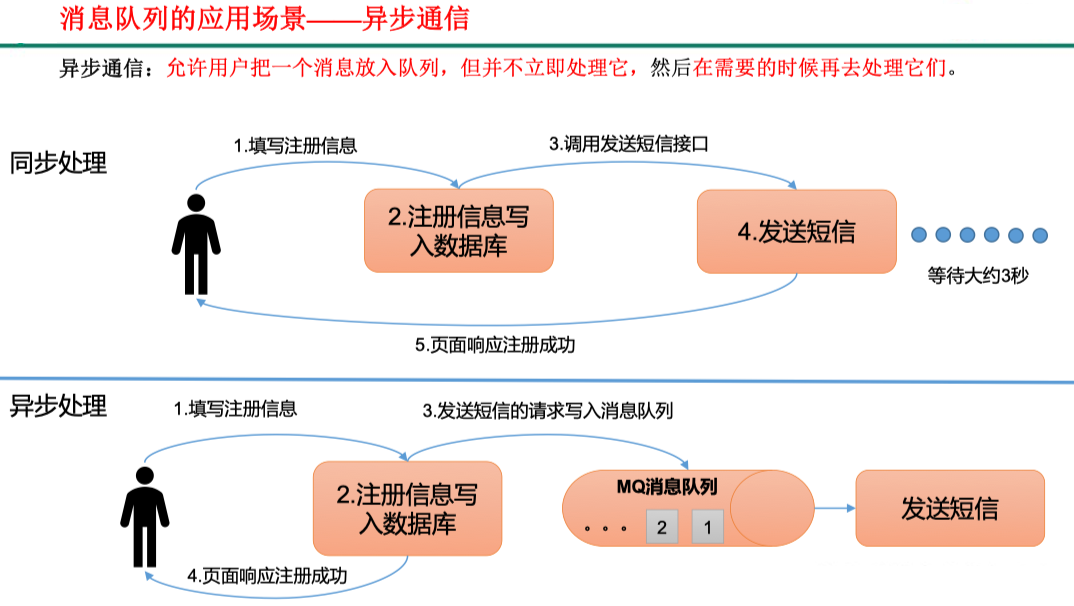 消息队列的应用场景——异步通信
异步通信：允许用户把一个消息放入队列，但并不立即处理它，然后在需要的时候再去处理它们。
同步处理
1.填写注册信息
3.调用发送短信接口
2.注册信息写
入数据库
4.发送短信
等待大约3秒
5.页面响应注册成功
异步处理
1.填写注册信息
3.发送短信的请求写入消息队列
2.注册信息写
入数据库
MQ消息队列
。。。 2 1
发送短信
4.页面响应注册成功